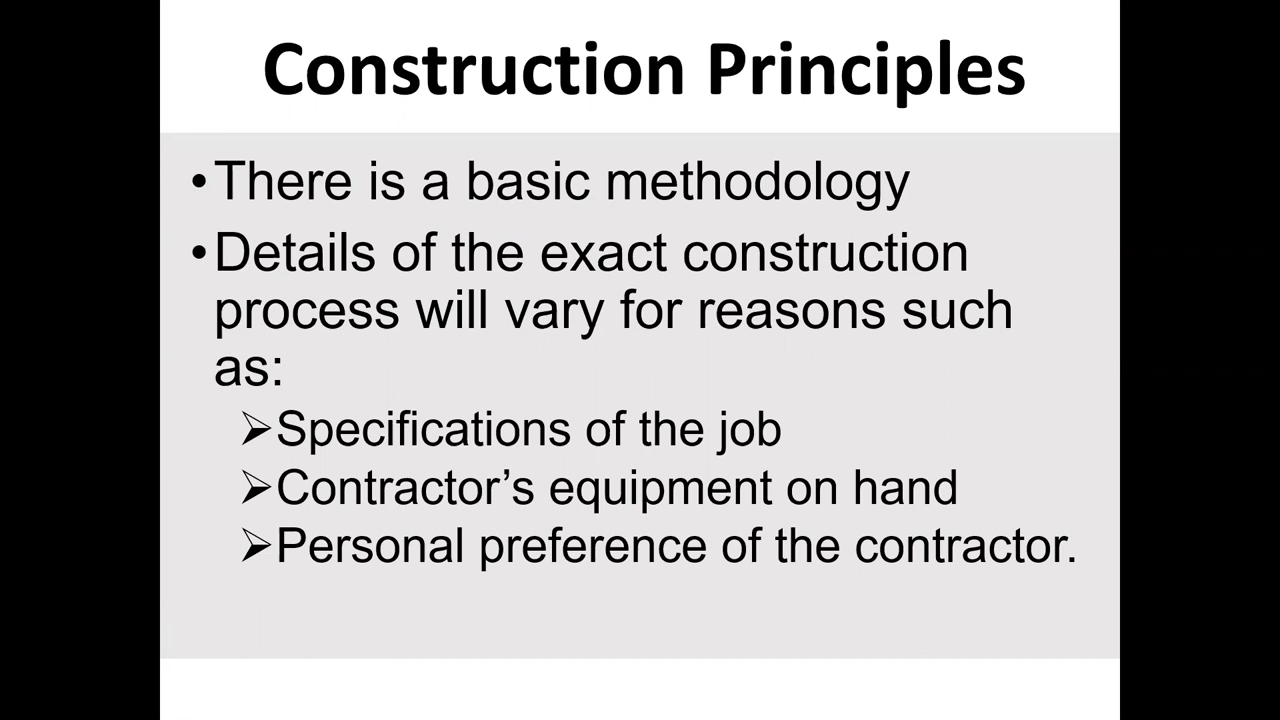 Construction Principles
•There is a basic methodology
•Details of the exact construction
process will vary for reasons such
as:
➢Specifications of the job
➢Contractor’s equipment on hand
➢Personal preference of the contractor.